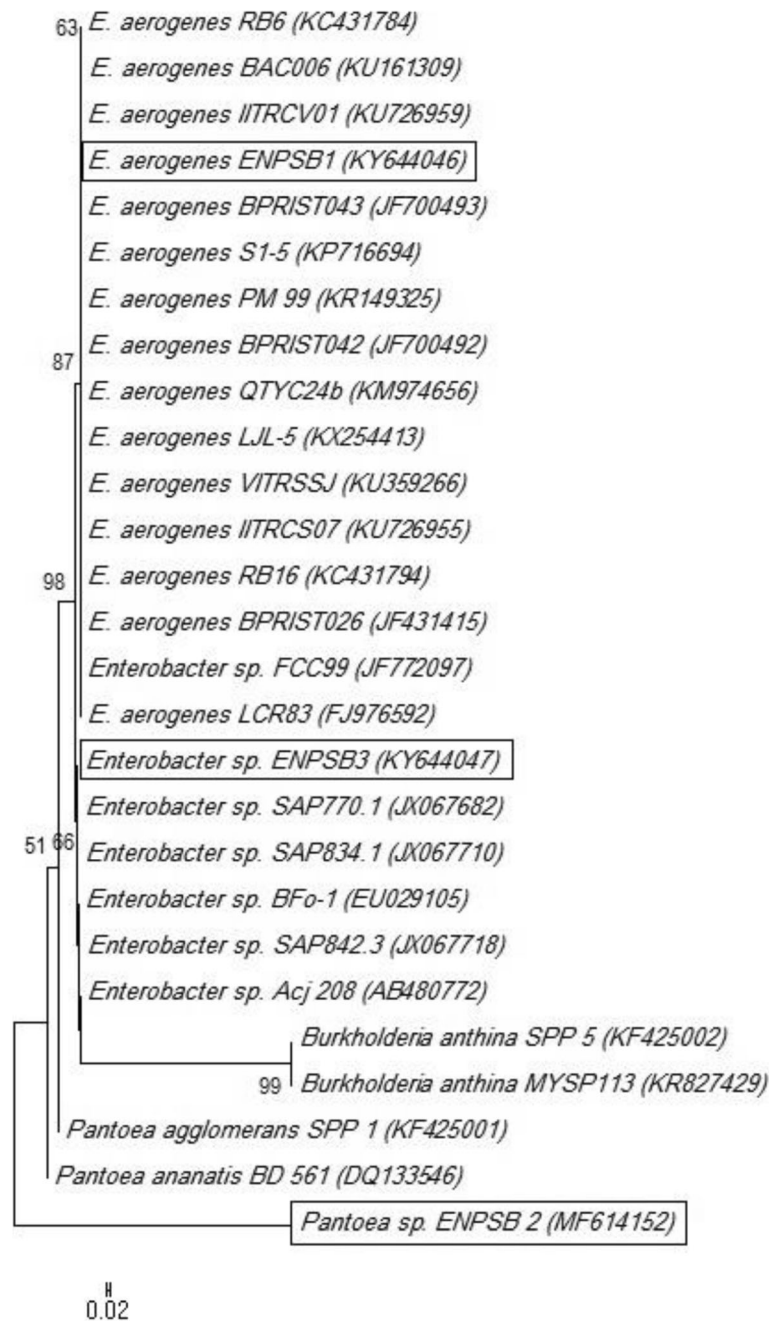 63
E. aerogenes RB6 (KC431784)
E. aerogenes BAC006 (KU161309)
E. aerogenes IITRCV01 (KU726959)
E. aerogenes ENPSB1 (KY644046)
E. aerogenes BPRIST043 (JF700493)
E. aerogenes S1-5 (KP716694)
E. aerogenes PM 99 (KR149325)
E. aerogenes BPRIST042 (JF700492)
87
E. aerogenes QTYC24b (KM974656)
E. aerogenes LJL-5 (KX254413)
E. aerogenes VITRSSJ (KU359266)
E. aerogenes IITRCS07 (KU726955)
E. aerogenes RB16 (KC431794)
98
E. aerogenes BPRIST026 (JF431415)
Enterobacter sp. FCC99 (JF772097)
E. aerogenes LCR83 (FJ976592)
Enterobacter sp. ENPSB3 (KY644047)
Enterobacter sp. SAP770.1 (JX067682)
51 66
Enterobacter sp. SAP834.1 (JX067710)
Enterobacter sp. BFo-1 (EU029105)
Enterobacter sp. SAP842.3 (JX067718)
Enterobacter sp. Acj 208 (AB480772)
Burkholderia anthina SPP 5 (KF425002)
99
Burkholderia anthina MYSP113 (KR827429)
Pantoea agglomerans SPP 1 (KF425001)
Pantoea ananatis BD 561 (DQ133546)
Pantoea sp. ENPSB 2 (MF614152)
0.02